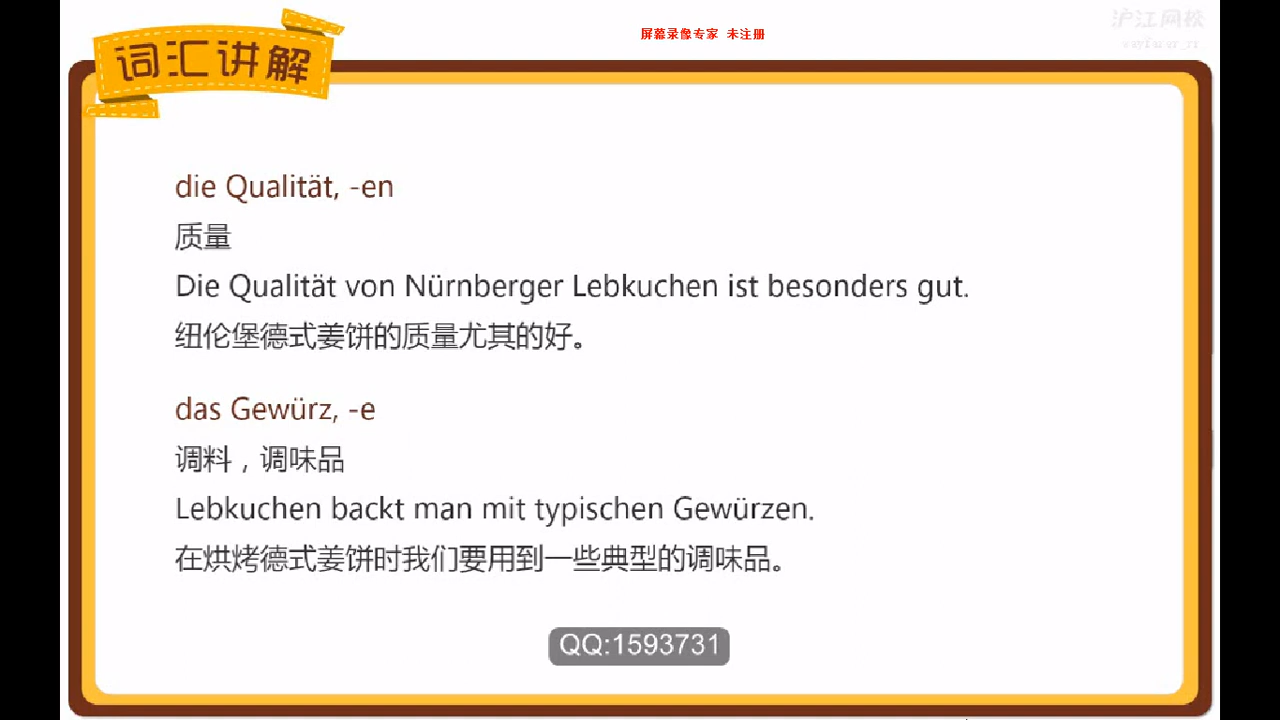 屏幕录像专家 未注册
沪江网校
词汇讲解
die Qualität, -en
质量
Die Qualität von Nürnberger Lebkuchen ist besonders gut.
纽伦堡德式姜饼的质量尤其的好。
das Gewürz, -e
调料，调味品
Lebkuchen backt man mit typischen Gewürzen.
在烘烤德式姜饼时我们要用到一些典型的调味品。
QQ:1593731